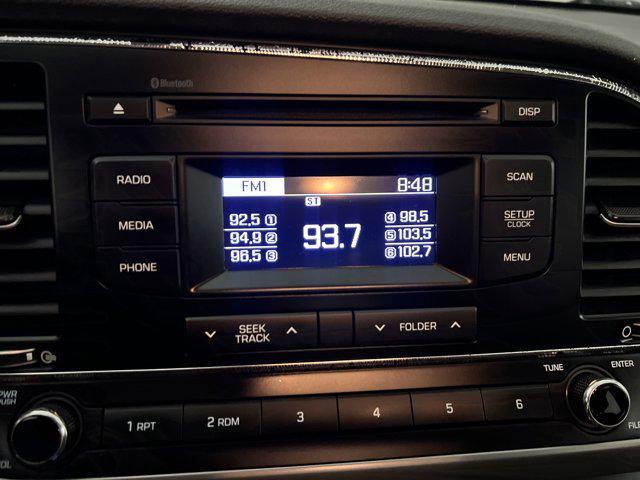 Bluetooth
DISP
RADIO
FM1
8:48
SCAN
ST
MEDIA
92.5 1
94.9 2
96.5 3
93.7
4 98.5
5 103.5
6 102.7
SETUP
CLOCK
PHONE
MENU
SEEK
TRACK
FOLDER
TUNE
ENTER
PWR
PUSH
1 RPT
2 RDM
3
4
5
6
FILE
OL